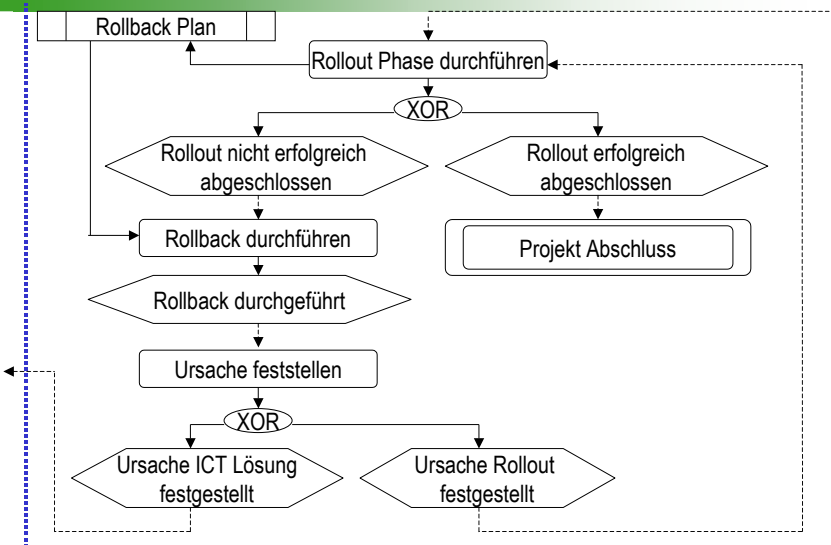 Rollback Plan
Rollout Phase durchführen
XOR
Rollout nicht erfolgreich
abgeschlossen
Rollout erfolgreich
abgeschlossen
Rollback durchführen
Projekt Abschluss
Rollback durchgeführt
Ursache feststellen
XOR
Ursache ICT Lösung
festgestellt
Ursache Rollout
festgestellt